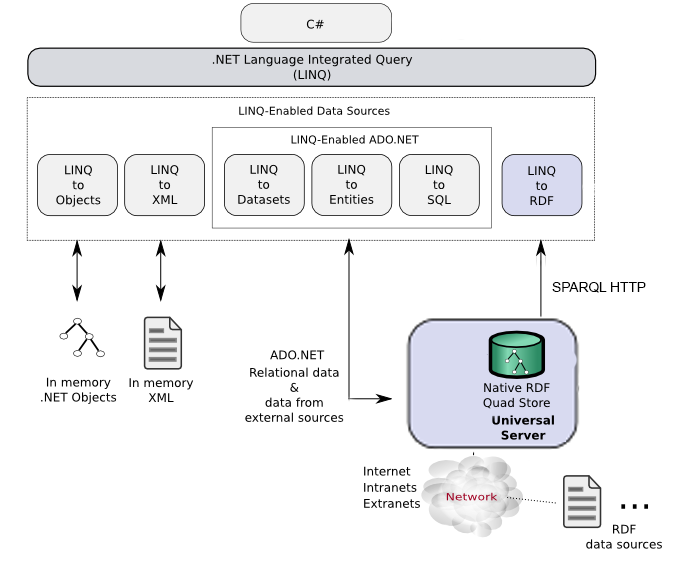 C#
.NET Language Integrated Query
(LINQ)
LINQ-Enabled Data Sources
LINQ-Enabled ADO.NET
LINQ
to
Objects
LINQ
to
XML
LINQ
to
Datasets
LINQ
to
Entities
LINQ
to
SQL
LINQ
to
RDF
SPARQL HTTP
In memory
.NET Objects
In memory
XML
ADO.NET
Relational data
&
data from
external sources
Native RDF
Quad Store
Universal
Server
Internet
Intranets
Extranets
Network
...
RDF
data sources